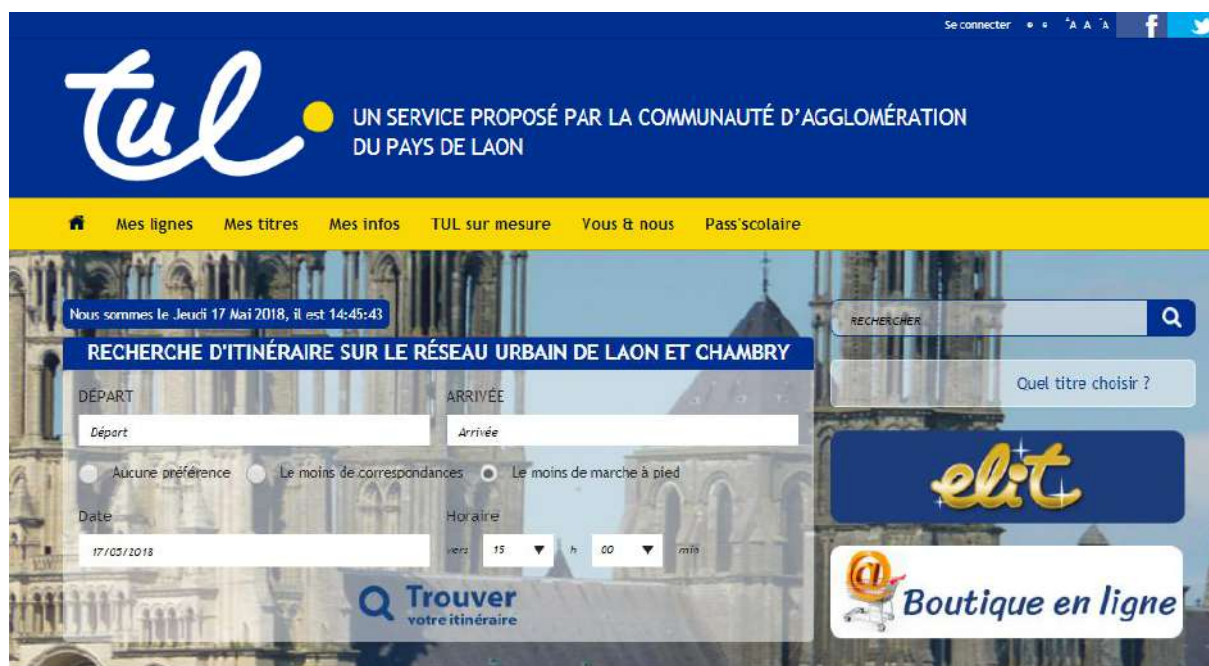 Se connecter
A A A
f
tul
UN SERVICE PROPOSÉ PAR LA COMMUNAUTÉ D'AGGLOMÉRATION
DU PAYS DE LAON
Mes lignes Mes titres Mes infos TUL sur mesure Vous & nous Pass'scolaire
Nous sommes le Jeudi 17 Mai 2018, il est 14:45:43
RECHERCHER
RECHERCHE D'ITINÉRAIRE SUR LE RÉSEAU URBAIN DE LAON ET CHAMBRY
Quel titre choisir ?
DÉPART ARRIVÉE
Départ Arrivée
Aucune préférence Le moins de correspondances Le moins de marche à pied
elit
Date Horaire
17/05/2018 vers 15 h 00 min
Trouver
votre itinéraire
@
Boutique en ligne